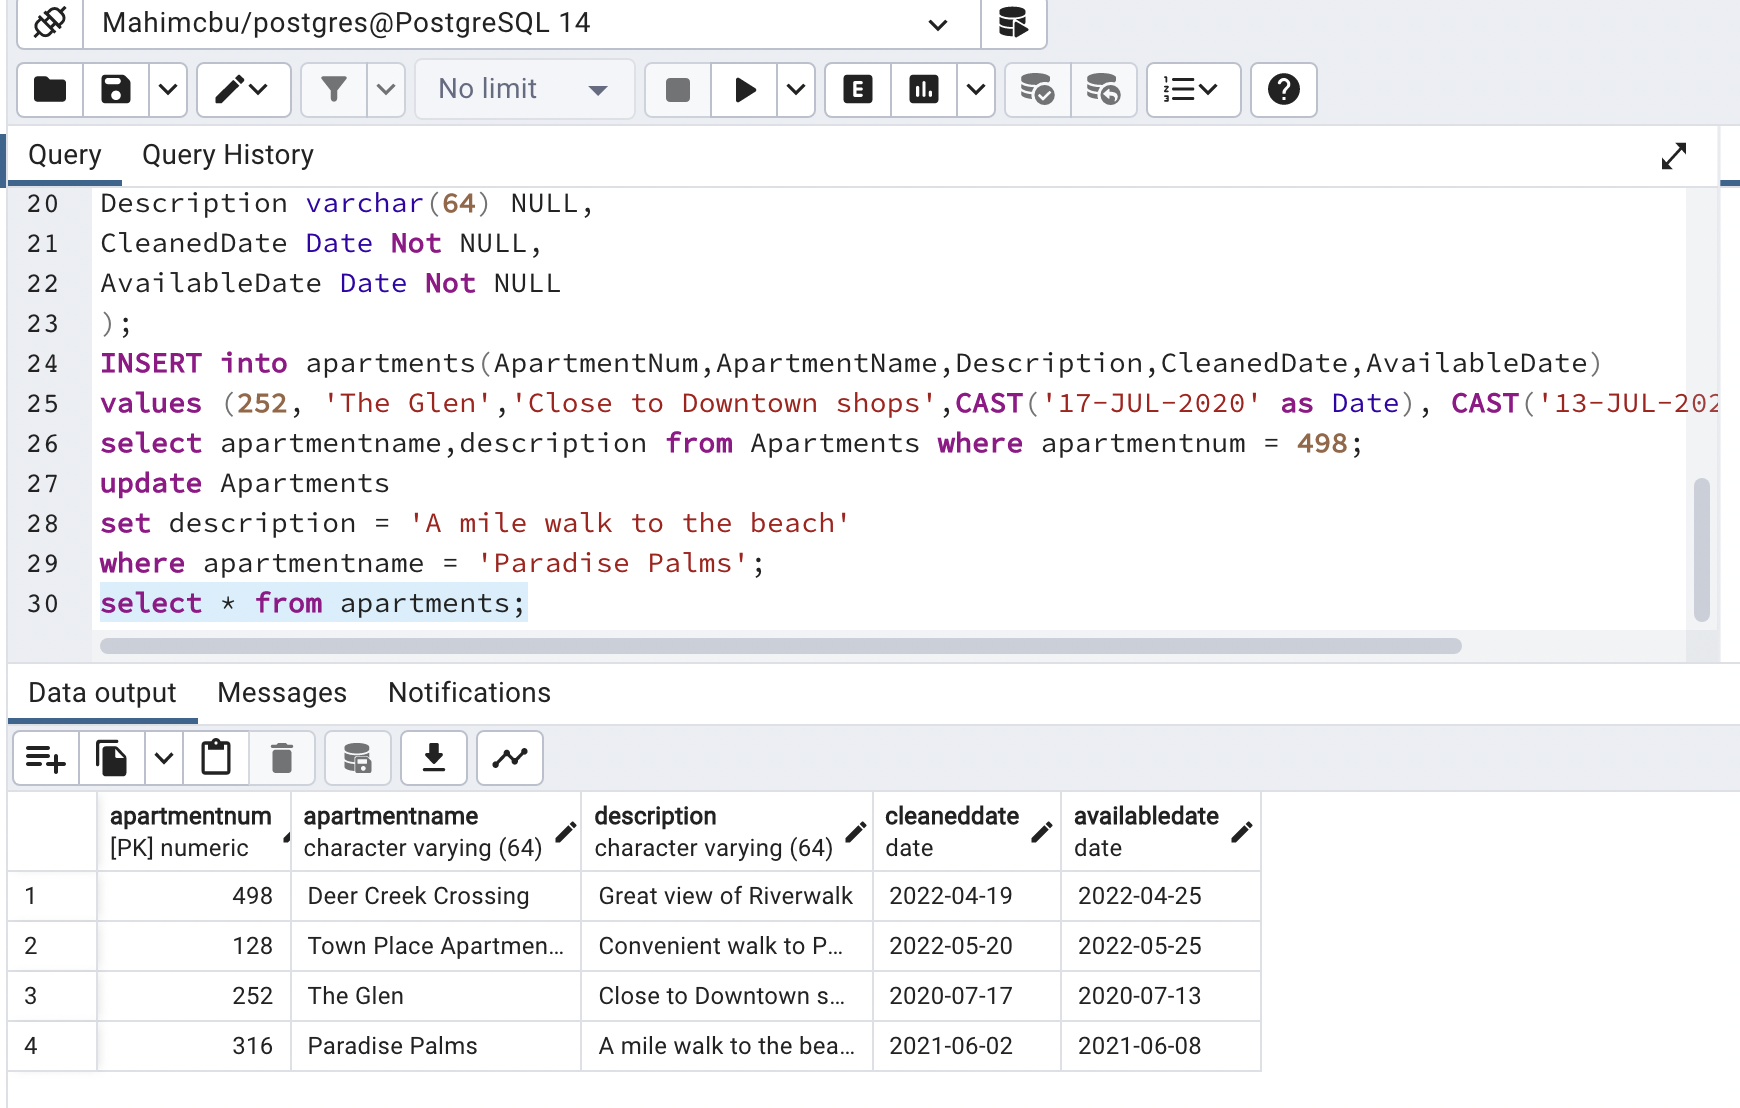 Mahimcbu/postgres@PostgreSQL 14
No limit
E
Query Query History
20 Description varchar(64) NULL,
21 CleanedDate Date Not NULL,
22 AvailableDate Date Not NULL
23 );
24 INSERT into apartments(ApartmentNum,ApartmentName,Description,CleanedDate,AvailableDate)
25 values (252, 'The Glen','Close to Downtown shops',CAST('17-JUL-2020' as Date), CAST('13-JUL-202
26 select apartmentname,description from Apartments where apartmentnum = 498;
27 update Apartments
28 set description = 'A mile walk to the beach'
29 where apartmentname = 'Paradise Palms';
30 select * from apartments;
Data output Messages Notifications
apartmentnum apartmentname description cleaneddate availabledate
[PK] numeric character varying (64) character varying (64) date date
1 498 Deer Creek Crossing Great view of Riverwalk 2022-04-19 2022-04-25
2 128 Town Place Apartmen... Convenient walk to P... 2022-05-20 2022-05-25
3 252 The Glen Close to Downtown s... 2020-07-17 2020-07-13
4 316 Paradise Palms A mile walk to the bea... 2021-06-02 2021-06-08